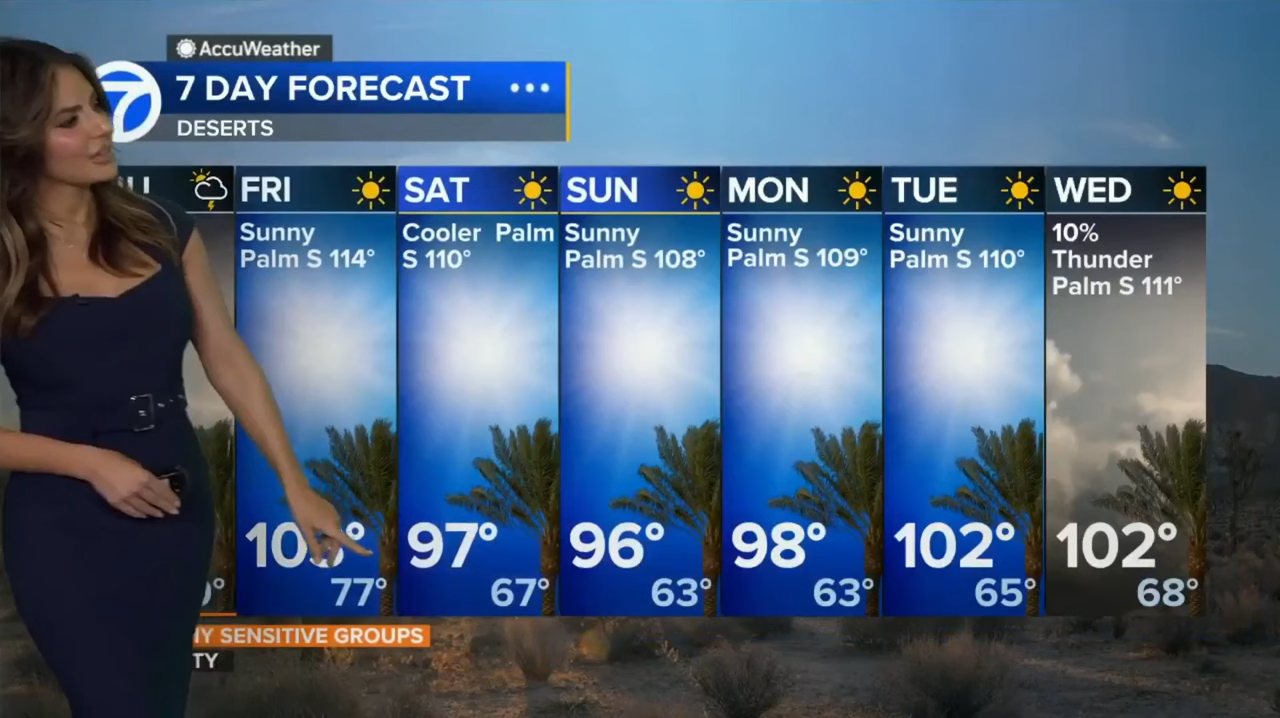 AccuWeather
7 DAY FORECAST
DESERTS
FRI
Sunny
Palm S 114°
77°
SAT
Cooler Palm
S 110°
97°
67°
SUN
Sunny
Palm S 108°
96°
63°
MON
Sunny
Palm S 109°
98°
63°
TUE
Sunny
Palm S 110°
102°
65°
WED
10%
Thunder
Palm S 111°
102°
68°
SENSITIVE GROUPS